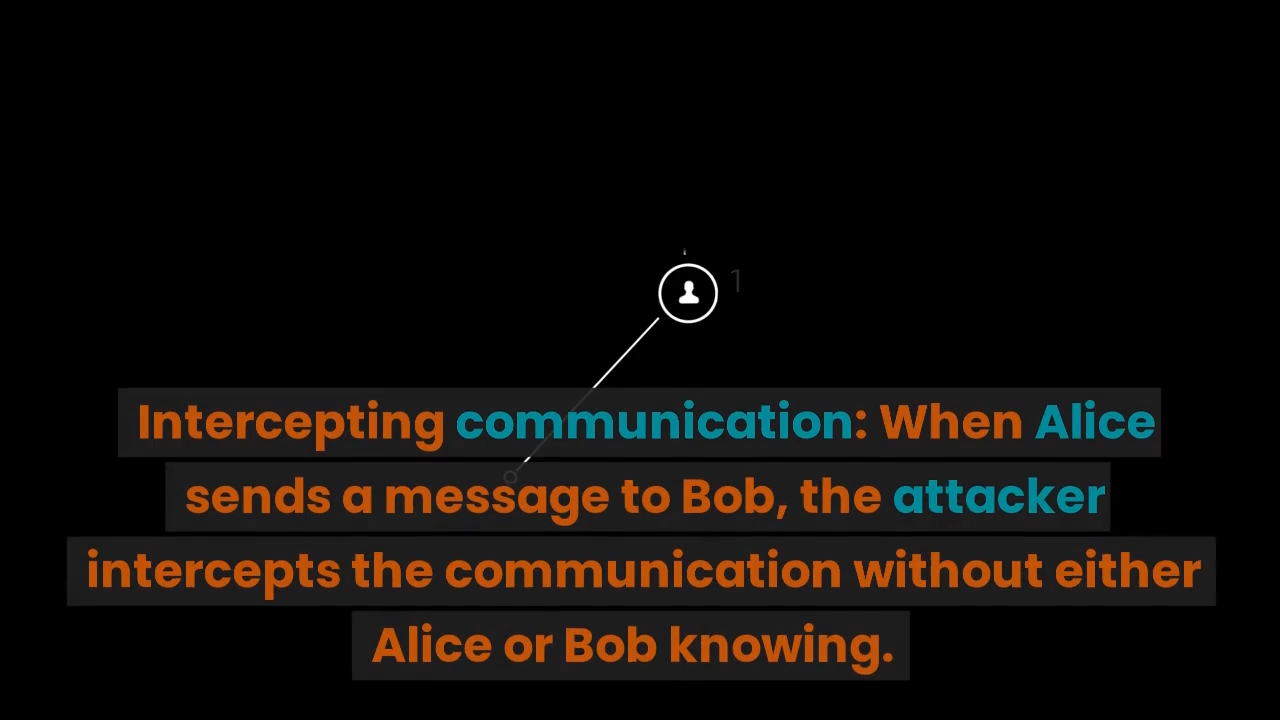 1
Intercepting communication: When Alice
sends a message to Bob, the attacker
intercepts the communication without either
Alice or Bob knowing.